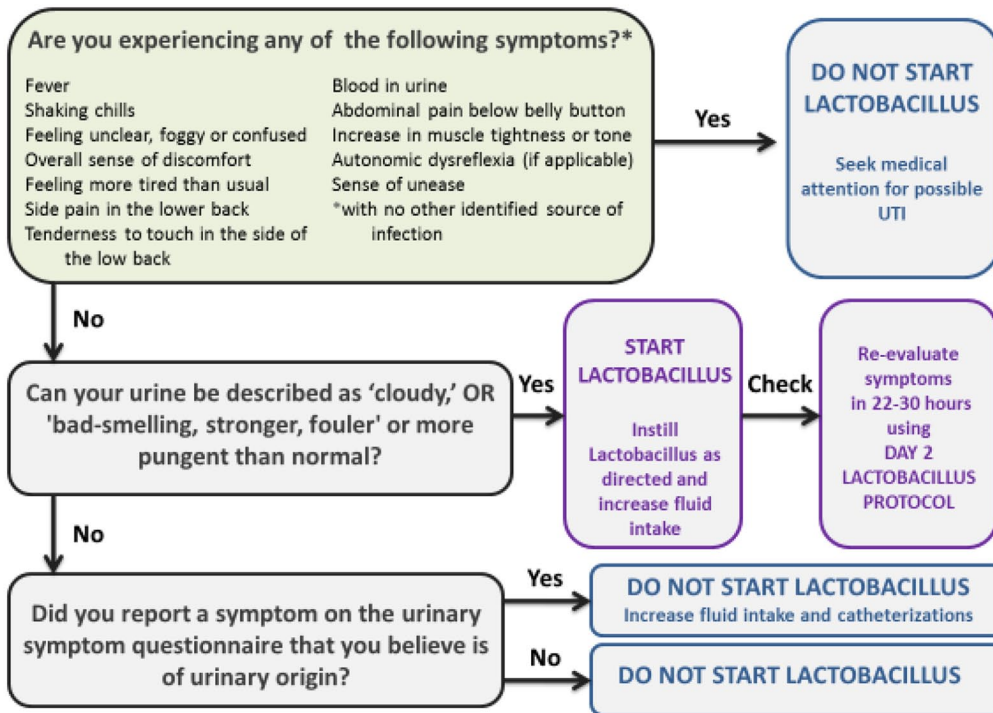 Are you experiencing any of the following symptoms?*
Fever
Shaking chills
Feeling unclear, foggy or confused
Overall sense of discomfort
Feeling more tired than usual
Side pain in the lower back
Tenderness to touch in the side of
the low back
Blood in urine
Abdominal pain below belly button
Increase in muscle tightness or tone
Autonomic dysreflexia (if applicable)
Sense of unease
*with no other identified source of
infection
Yes
DO NOT START
LACTOBACILLUS
Seek medical
attention for possible
UTI
No
Can your urine be described as ‘cloudy,’ OR
'bad-smelling, stronger, fouler' or more
pungent than normal?
Yes
START
LACTOBACILLUS
Instill
Lactobacillus as
directed and
increase fluid
intake
Check
Re-evaluate
symptoms
in 22-30 hours
using
DAY 2
LACTOBACILLUS
PROTOCOL
No
Did you report a symptom on the urinary
symptom questionnaire that you believe is
of urinary origin?
Yes
DO NOT START LACTOBACILLUS
Increase fluid intake and catheterizations
No
DO NOT START LACTOBACILLUS